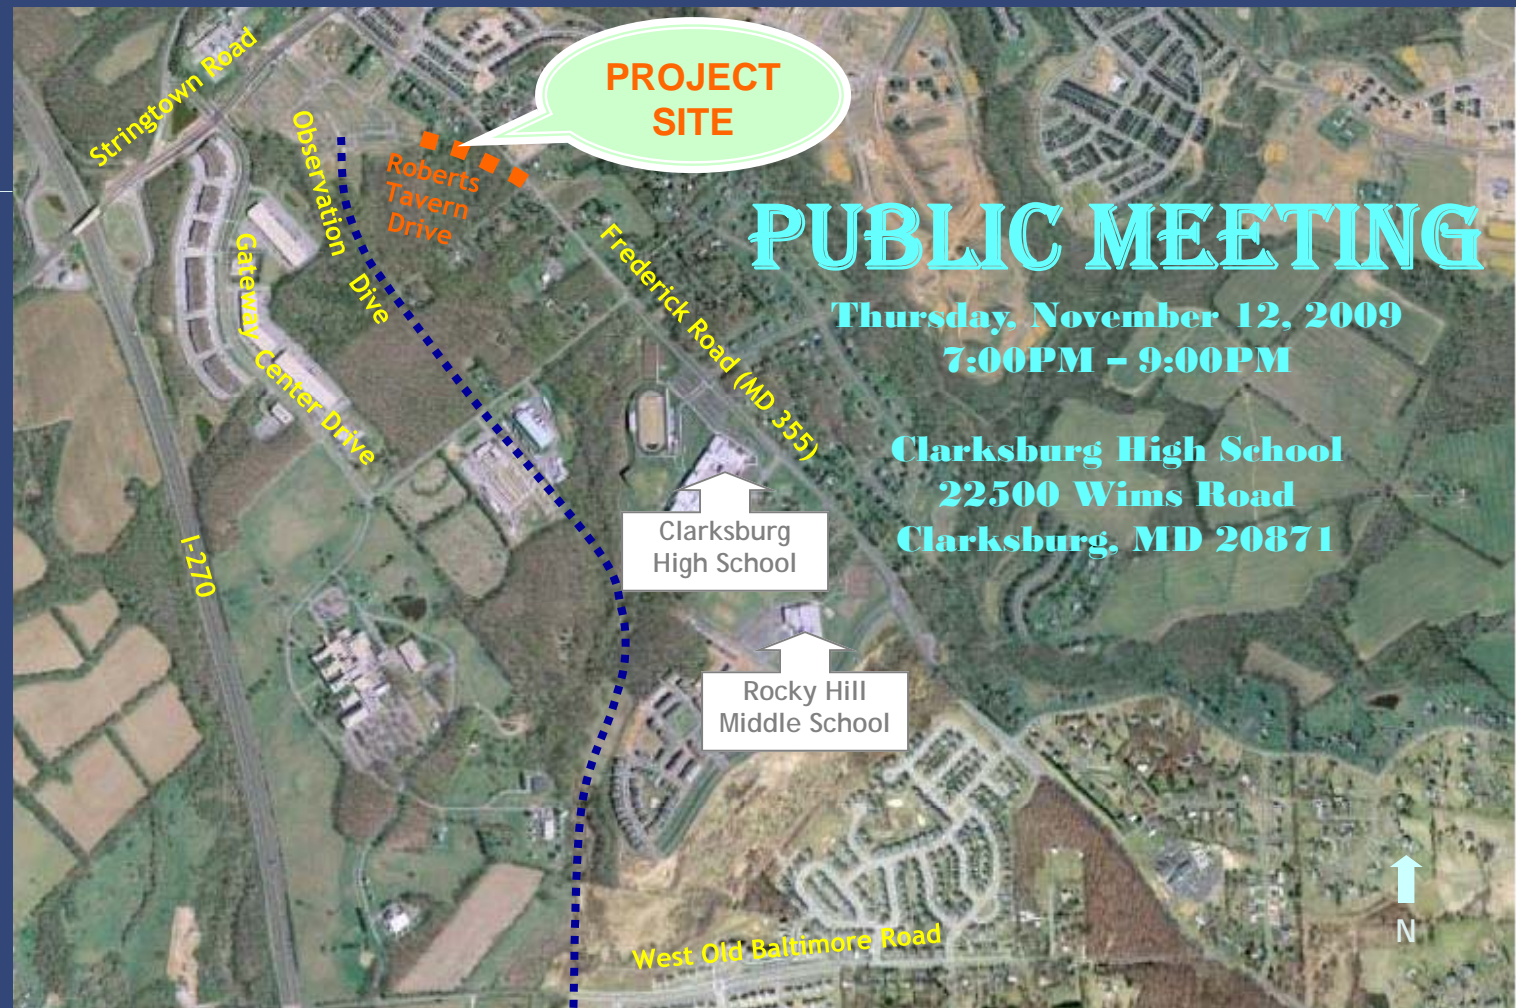 PROJECT
SITE
Stringtown Road
Observation Dive
Roberts
Tavern
Drive
Gateway Center Drive
Frederick Road (MD 355)
PUBLIC MEETING
Thursday, November 12, 2009
7:00PM – 9:00PM
Clarksburg High School
22500 Wims Road
Clarksburg, MD 20871
I-270
Clarksburg
High School
Rocky Hill
Middle School
West Old Baltimore Road
N